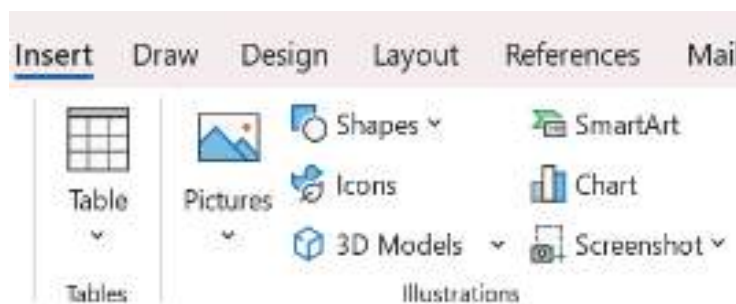 Insert Draw Design Layout References Mai
Shapes SmartArt
Icons Chart
Table Pictures
3D Models Screenshot
Tables Illustrations